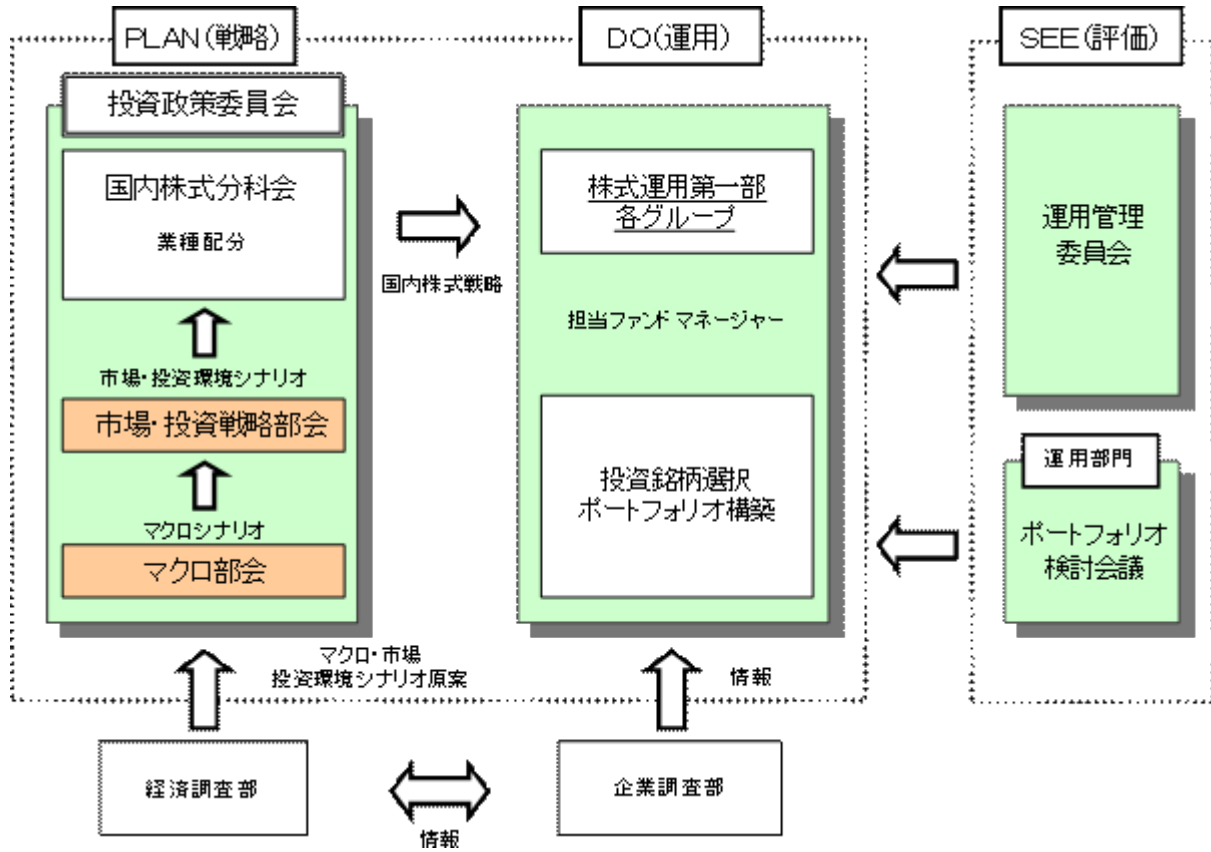 PLAN(戦略)
投資政策委員会
国内株式分科会
業種配分
市場・投資環境シナリオ
市場・投資戦略部会
マクロシナリオ
マクロ部会
国内株式戦略
DO(運用)
株式運用第一部
各グループ
担当ファンドマネージャー
投資銘柄選択
ポートフォリオ構築
SEE(評価)
運用管理
委員会
運用部門
ポートフォリオ
検討会議
マクロ・市場
投資環境シナリオ原案
情報
経済調査部
情報
企業調査部